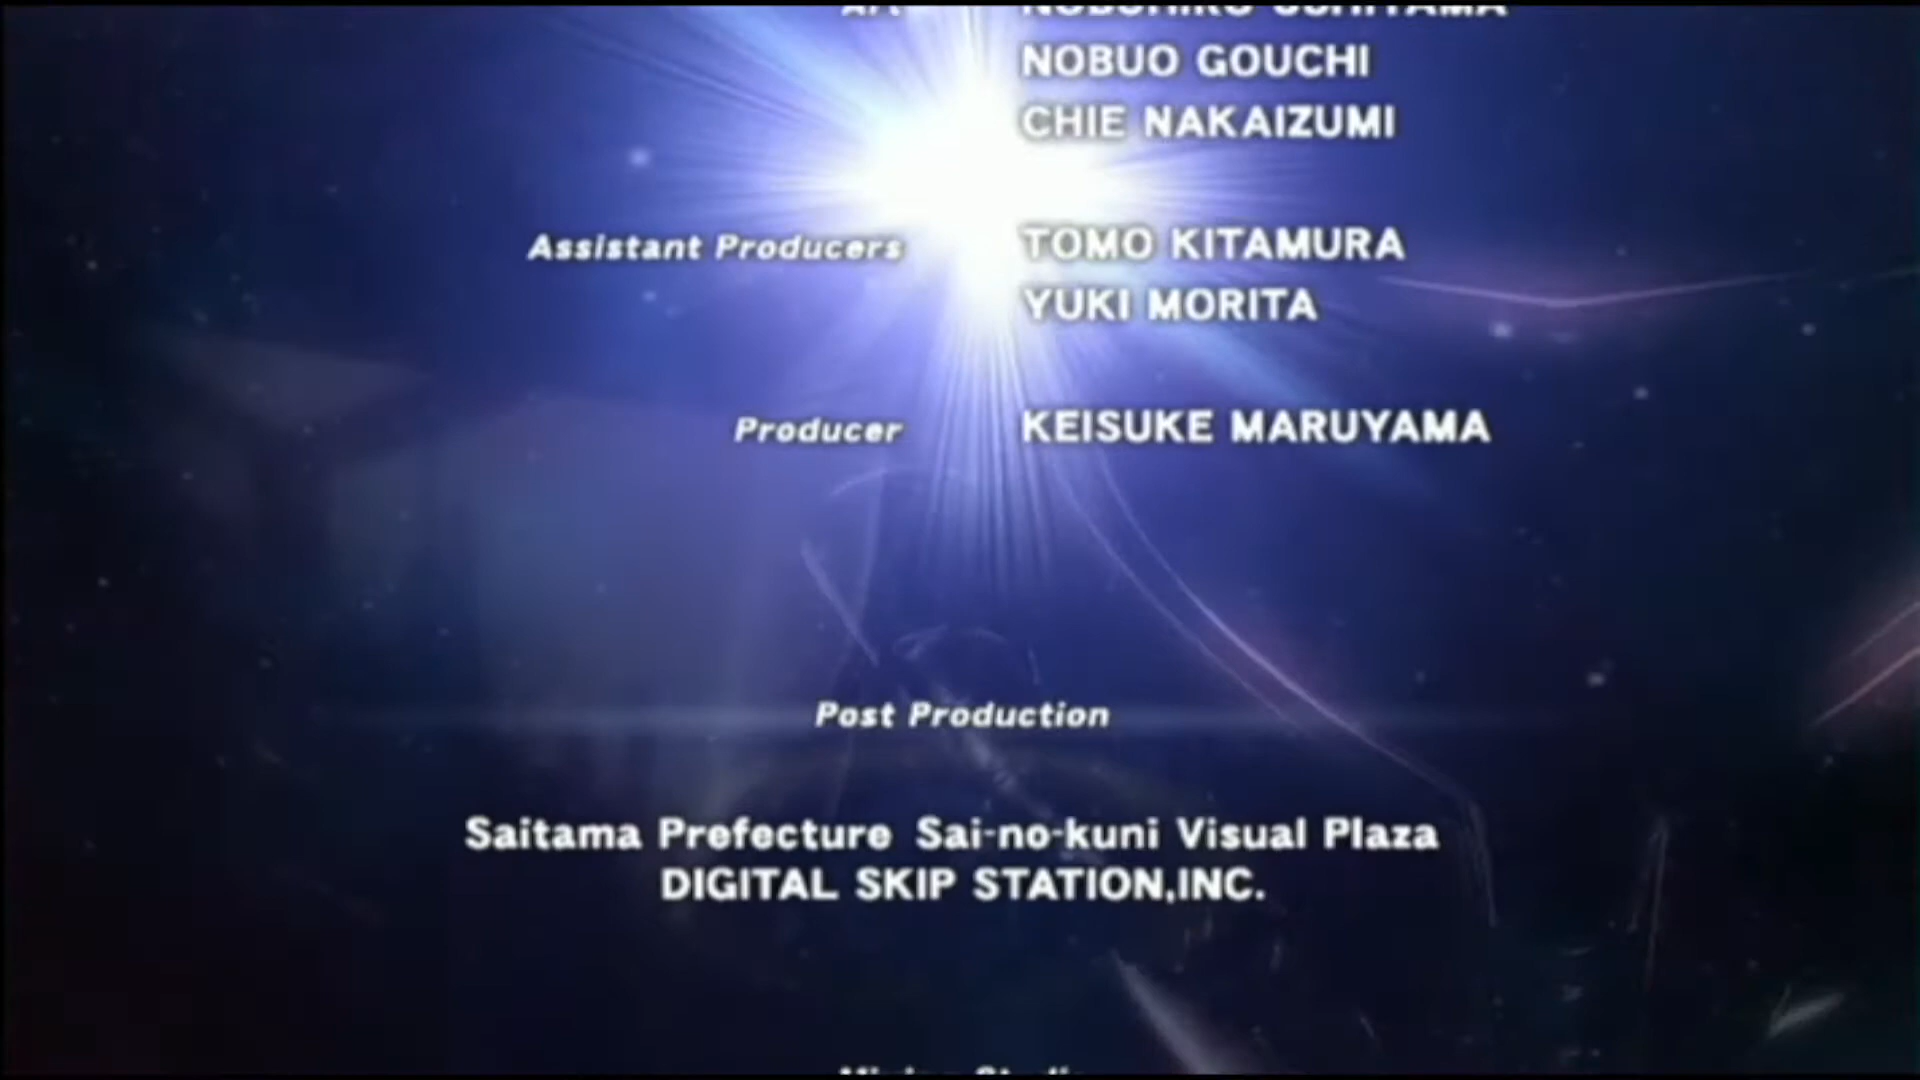 NOBUO GOUCHI
CHIE NAKAIZUMI
Assistant Producers TOMO KITAMURA
YUKI MORITA
Producer KEISUKE MARUYAMA
Post Production
Saitama Prefecture Sai-no-kuni Visual Plaza
DIGITAL SKIP STATION,INC.